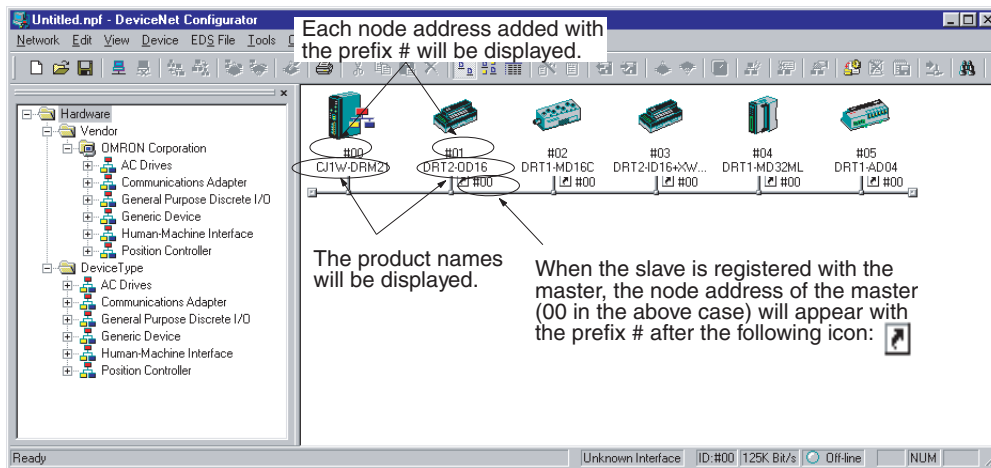 Untitled.npf - DeviceNet Configurator
Each node address added with
the prefix # will be displayed.
Network Edit View Device EDS File Tools
Hardware
Vendor
OMRON Corporation
AC Drives
Communications Adapter
General Purpose Discrete I/O
Generic Device
Human-Machine Interface
Position Controller
DeviceType
AC Drives
Communications Adapter
General Purpose Discrete I/O
Generic Device
Human-Machine Interface
Position Controller
#00 #01 #02 #03 #04 #05
CJ1W-DRM21 DRT2-OD16 DRT1-MD16C DRT2-ID16+XW... DRT1-MD32ML DRT1-AD04
#00 #00 #00 #00 #00
The product names
will be displayed.
When the slave is registered with the
master, the node address of the master
(00 in the above case) will appear with
the prefix # after the following icon:
Ready Unknown Interface ID:#00 125K Bit/s Off-line NUM